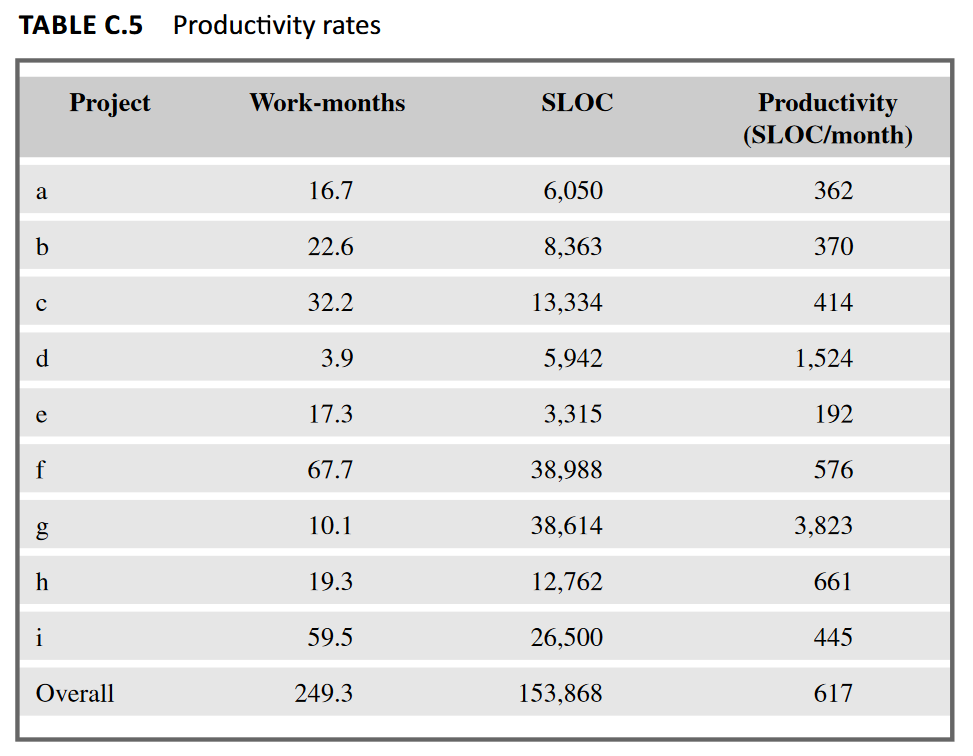 TABLE C.5 Productivity rates
Project Work-months SLOC Productivity
(SLOC/month)
a 16.7 6,050 362
b 22.6 8,363 370
c 32.2 13,334 414
d 3.9 5,942 1,524
e 17.3 3,315 192
f 67.7 38,988 576
g 10.1 38,614 3,823
h 19.3 12,762 661
i 59.5 26,500 445
Overall 249.3 153,868 617